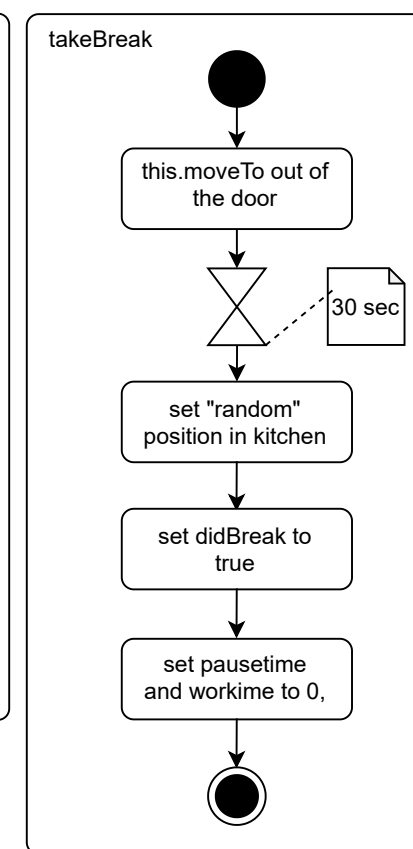 takeBreak
this.moveTo out of
the door
30 sec
set "random"
position in kitchen
set didBreak to
true
set pausetime
and workime to 0,